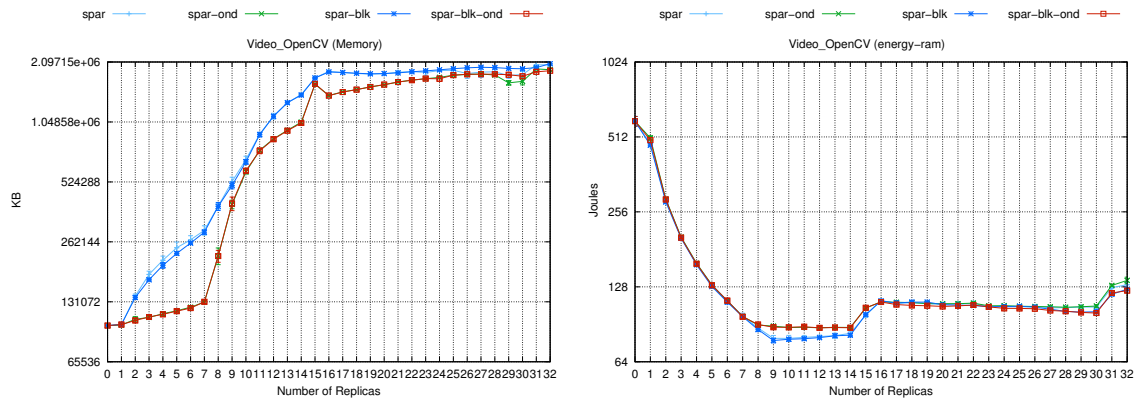 spar spar-ond spar-blk spar-blk-ond
Video_OpenCV (Memory)
2.09715e+06
1.04858e+06
524288
262144
131072
65536
KB
0 1 2 3 4 5 6 7 8 9 10 11 12 13 14 15 16 17 18 19 20 21 22 23 24 25 26 27 28 29 30 31 32
Number of Replicas
spar spar-ond spar-blk spar-blk-ond
Video_OpenCV (energy-ram)
1024
512
256
128
64
Joules
0 1 2 3 4 5 6 7 8 9 10 11 12 13 14 15 16 17 18 19 20 21 22 23 24 25 26 27 28 29 30 31 32
Number of Replicas